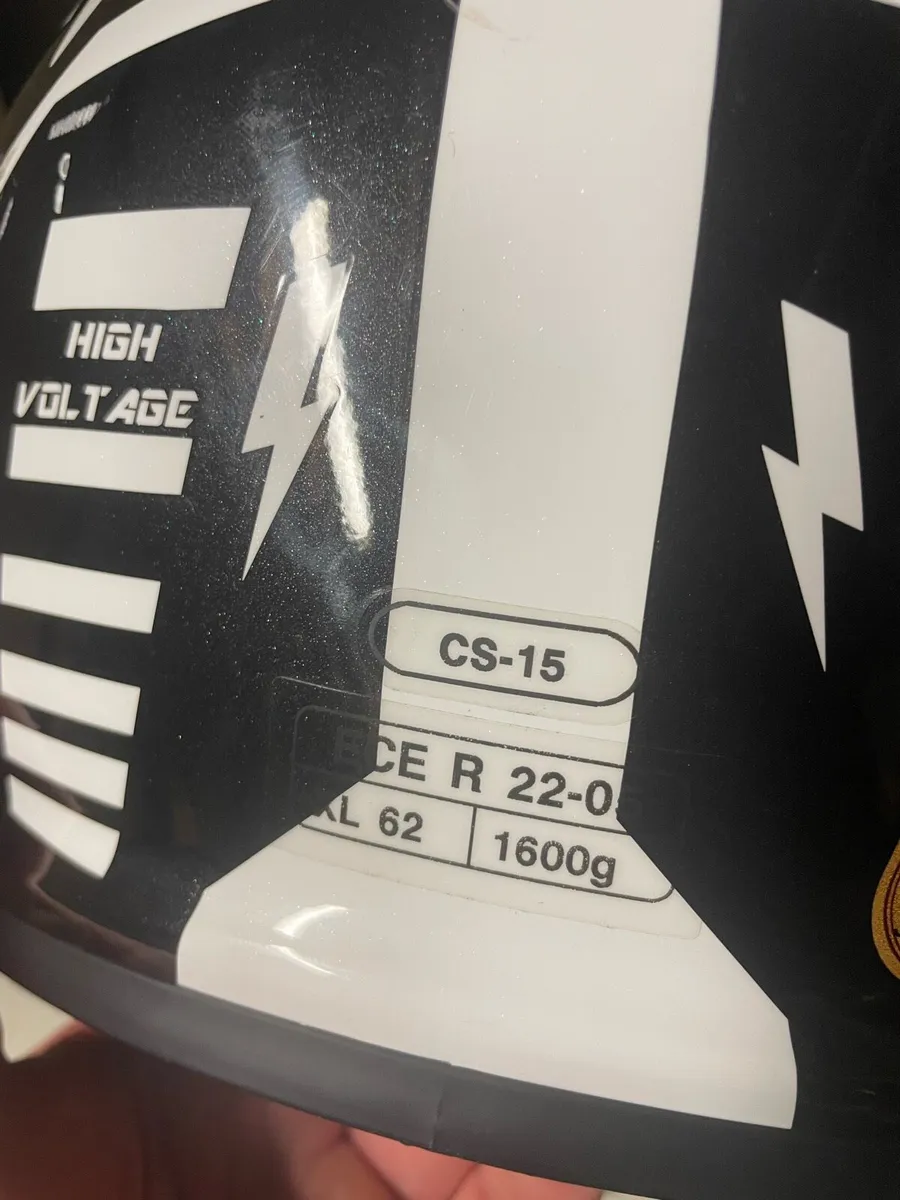 HIGH
VOLTAGE
CS-15
ECE R 22-05
XL 62
1600g